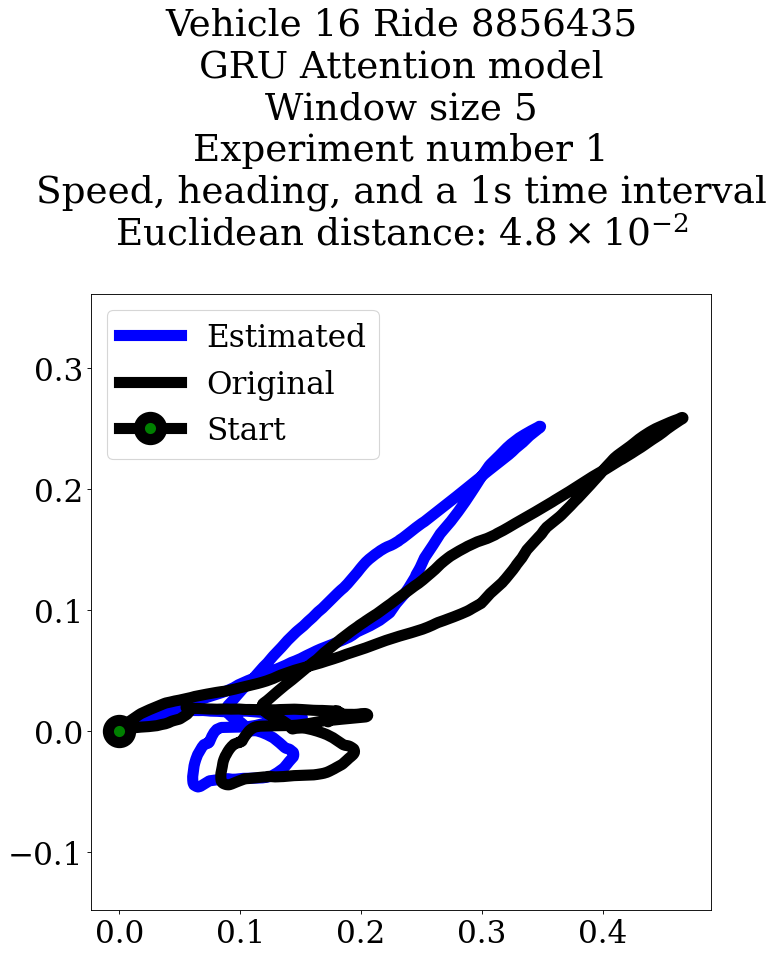 Vehicle 16 Ride 8856435
GRU Attention model
Window size 5
Experiment number 1
Speed, heading, and a 1s time interval
Euclidean distance: 4.8 × 10⁻²
Estimated
Original
Start
0.3
0.2
0.1
0.0
−0.1
0.0 0.1 0.2 0.3 0.4